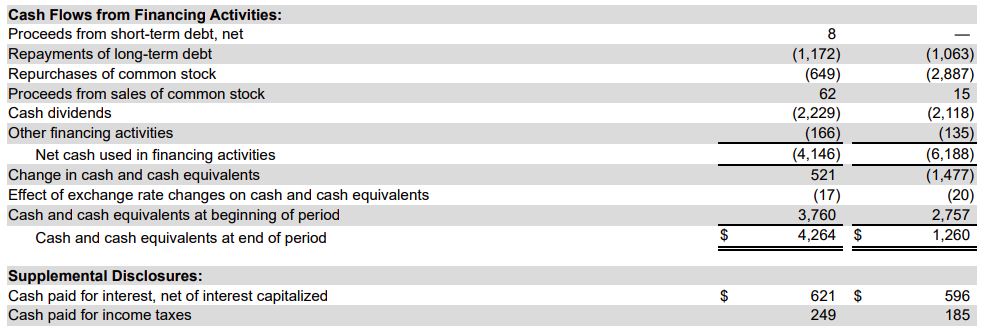 Cash Flows from Financing Activities:
Proceeds from short-term debt, net 8 —
Repayments of long-term debt (1,172) (1,063)
Repurchases of common stock (649) (2,887)
Proceeds from sales of common stock 62 15
Cash dividends (2,229) (2,118)
Other financing activities (166) (135)
Net cash used in financing activities (4,146) (6,188)
Change in cash and cash equivalents 521 (1,477)
Effect of exchange rate changes on cash and cash equivalents (17) (20)
Cash and cash equivalents at beginning of period 3,760 2,757
Cash and cash equivalents at end of period $ 4,264 $ 1,260
Supplemental Disclosures:
Cash paid for interest, net of interest capitalized $ 621 $ 596
Cash paid for income taxes 249 185